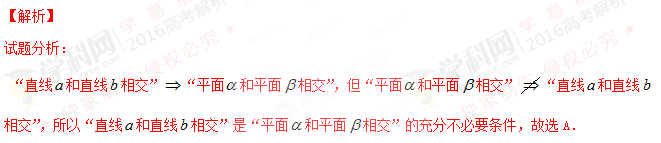 【解析】
试题分析：
“直线a和直线b相交”⇒“平面α和平面β相交”，但“平面α和平面β相交”⇏“直线a和直线b
相交”，所以“直线a和直线b相交”是“平面α和平面β相交”的充分不必要条件，故选 A．